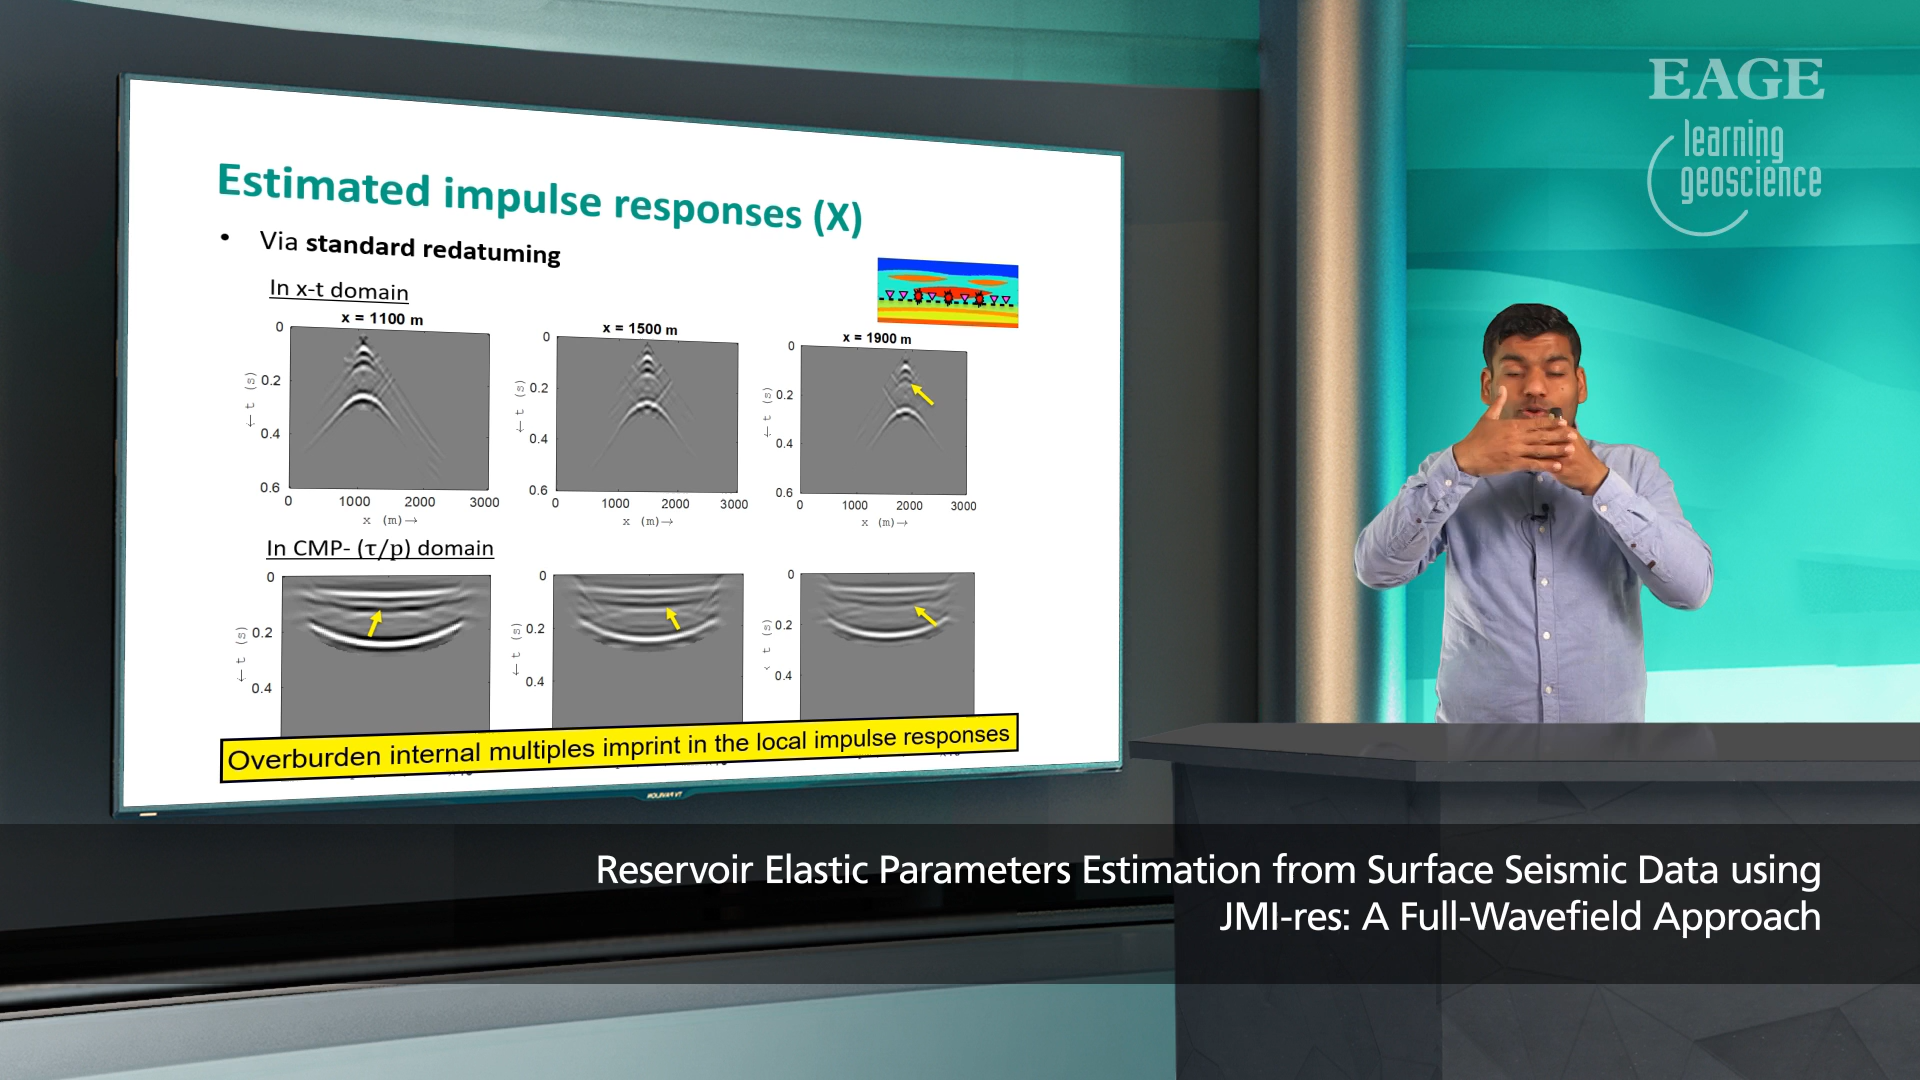 EAGE
learning
geoscience
Estimated impulse responses (X)
• Via standard redatuming
In x-t domain
x = 1100 m
x = 1500 m
x = 1900 m
0
0.2
0.4
0.6
0 1000 2000 3000
x (m)→
←t (s)
0
0.2
0.4
0.6
0 1000 2000 3000
x (m)→
←t (s)
0
0.2
0.4
0.6
0 1000 2000 3000
x (m)→
←t (s)
In CMP- (τ/p) domain
0
0.2
0.4
←t (s)
0
0.2
0.4
←t (s)
0
0.2
0.4
t (s)
Overburden internal multiples imprint in the local impulse responses
Reservoir Elastic Parameters Estimation from Surface Seismic Data using
JMI-res: A Full-Wavefield Approach